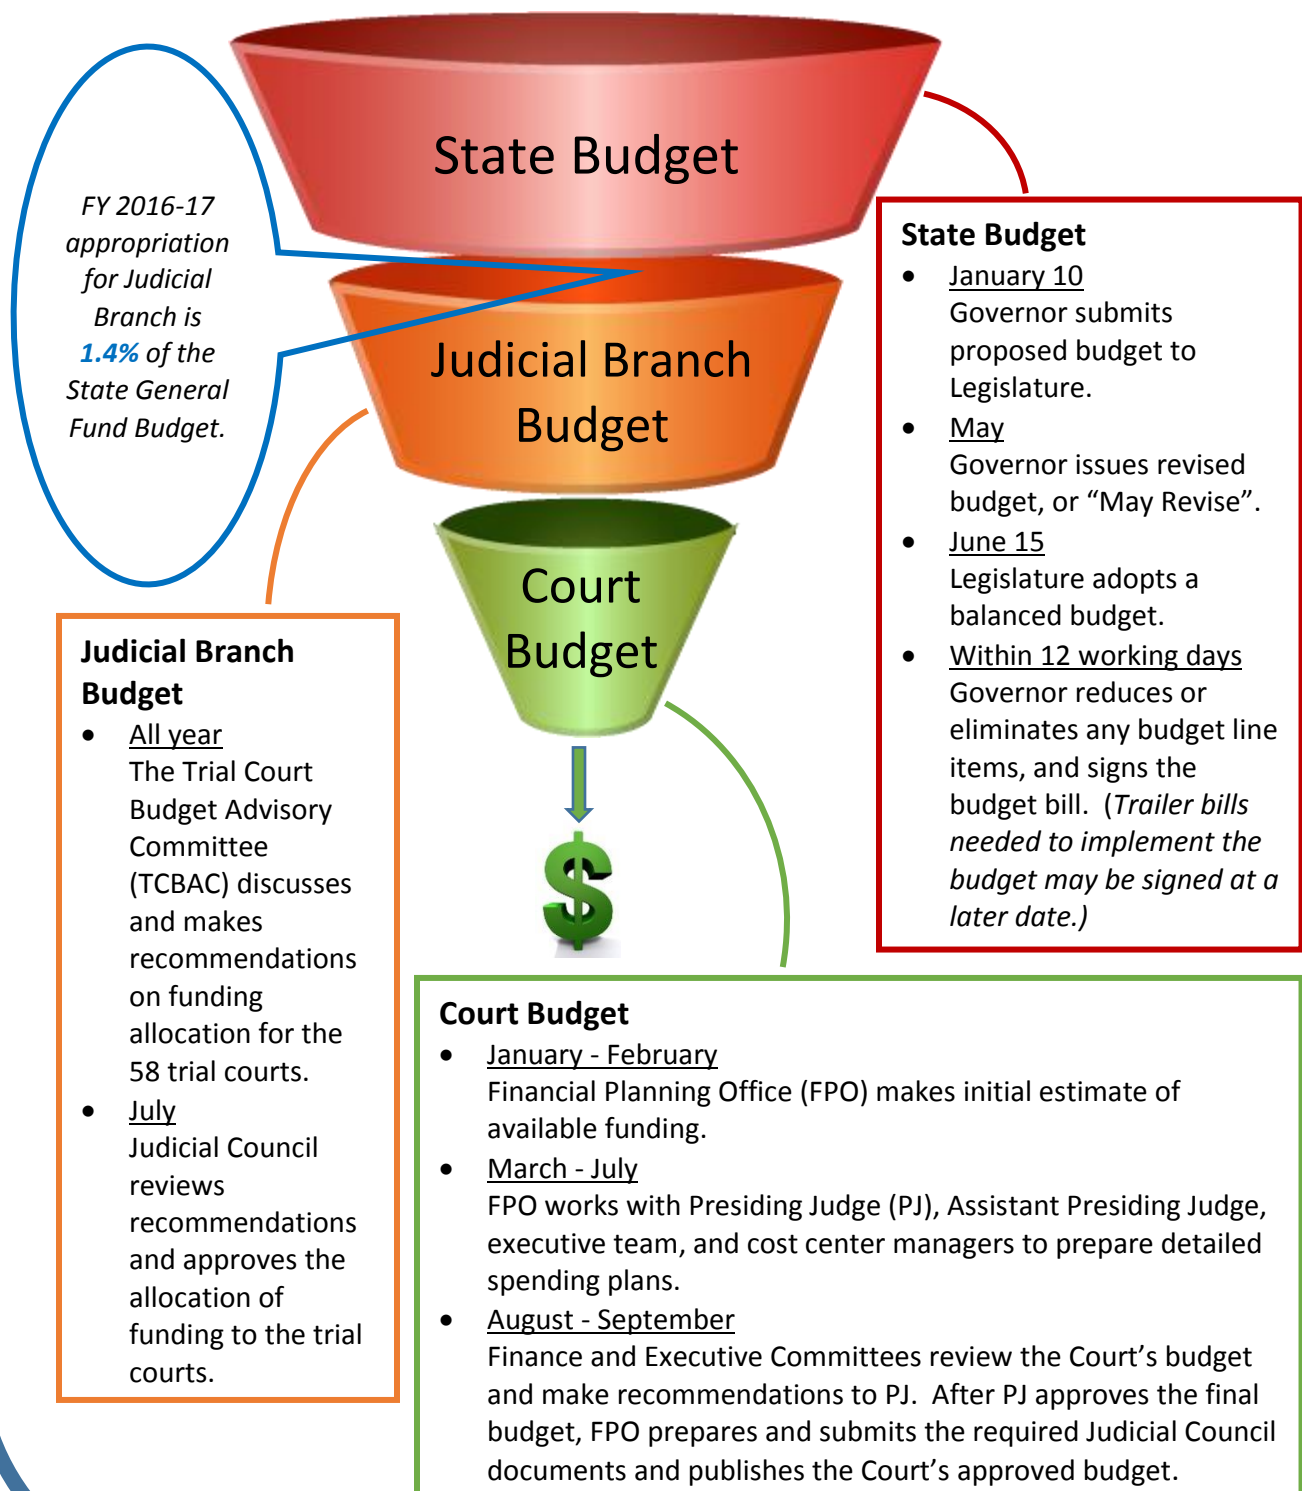 State Budget
FY 2016-17
appropriation
for Judicial
Branch is
1.4% of the
State General
Fund Budget.
Judicial Branch
Budget
Court
Budget
State Budget
• January 10
Governor submits
proposed budget to
Legislature.
• May
Governor issues revised
budget, or “May Revise”.
• June 15
Legislature adopts a
balanced budget.
• Within 12 working days
Governor reduces or
eliminates any budget line
items, and signs the
budget bill.  (Trailer bills
needed to implement the
budget may be signed at a
later date.)
Judicial Branch
Budget
• All year
The Trial Court
Budget Advisory
Committee
(TCBAC) discusses
and makes
recommendations
on funding
allocation for the
58 trial courts.
• July
Judicial Council
reviews
recommendations
and approves the
allocation of
funding to the trial
courts.
$
Court Budget
• January - February
Financial Planning Office (FPO) makes initial estimate of
available funding.
• March - July
FPO works with Presiding Judge (PJ), Assistant Presiding Judge,
executive team, and cost center managers to prepare detailed
spending plans.
• August - September
Finance and Executive Committees review the Court’s budget
and make recommendations to PJ.  After PJ approves the final
budget, FPO prepares and submits the required Judicial Council
documents and publishes the Court’s approved budget.